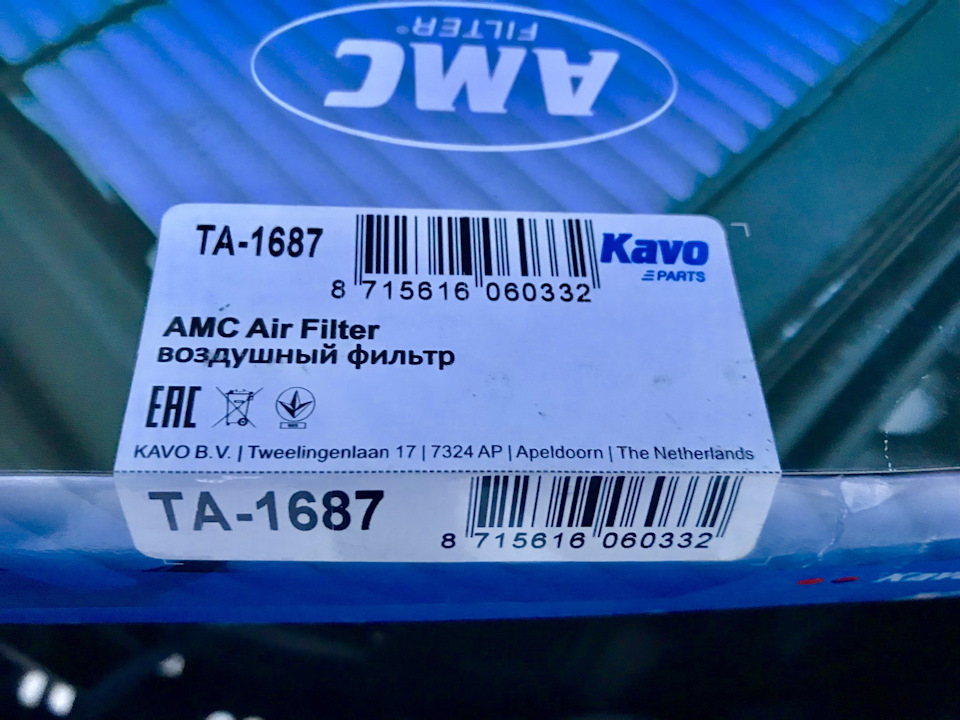 AMC
FILTER®
TA-1687
8 715616 060332
Kavo
PARTS
AMC Air Filter
воздушный фильтр
EAC
KAVO B.V. | Tweelingenlaan 17 | 7324 AP | Apeldoorn | The Netherlands
TA-1687
8 715616 060332